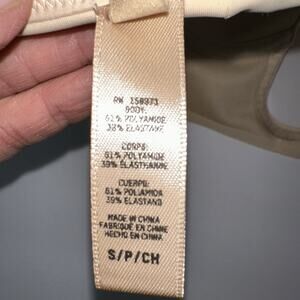 RN 158973
BODY:
61% POLYAMIDE
39% ELASTANE
CORPS:
61% POLYAMIDE
39% ELASTHANNE
CUERPO:
61% POLIAMIDA
39% ELASTANO
MADE IN CHINA
FABRIQUÉ EN CHINE
HECHO EN CHINA
S/P/CH